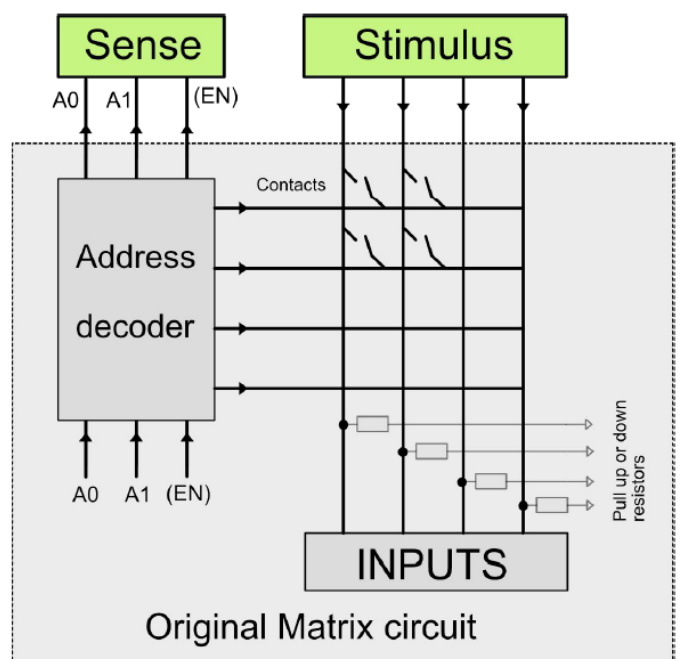 Sense
Stimulus
A0
A1
(EN)
Contacts
Address
decoder
A0
A1
(EN)
Pull up or down
resistors
INPUTS
Original Matrix circuit